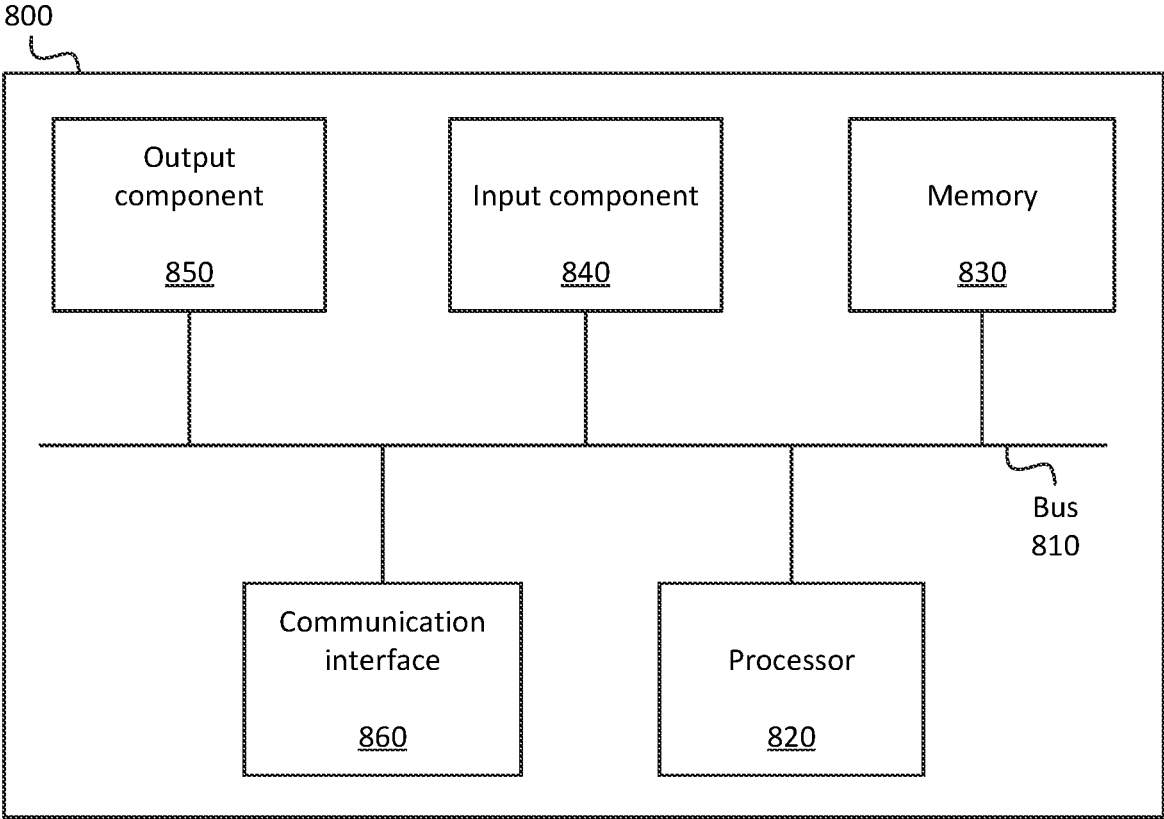 800
Output
component
850
Input component
840
Memory
830
Bus
810
Communication
interface
860
Processor
820